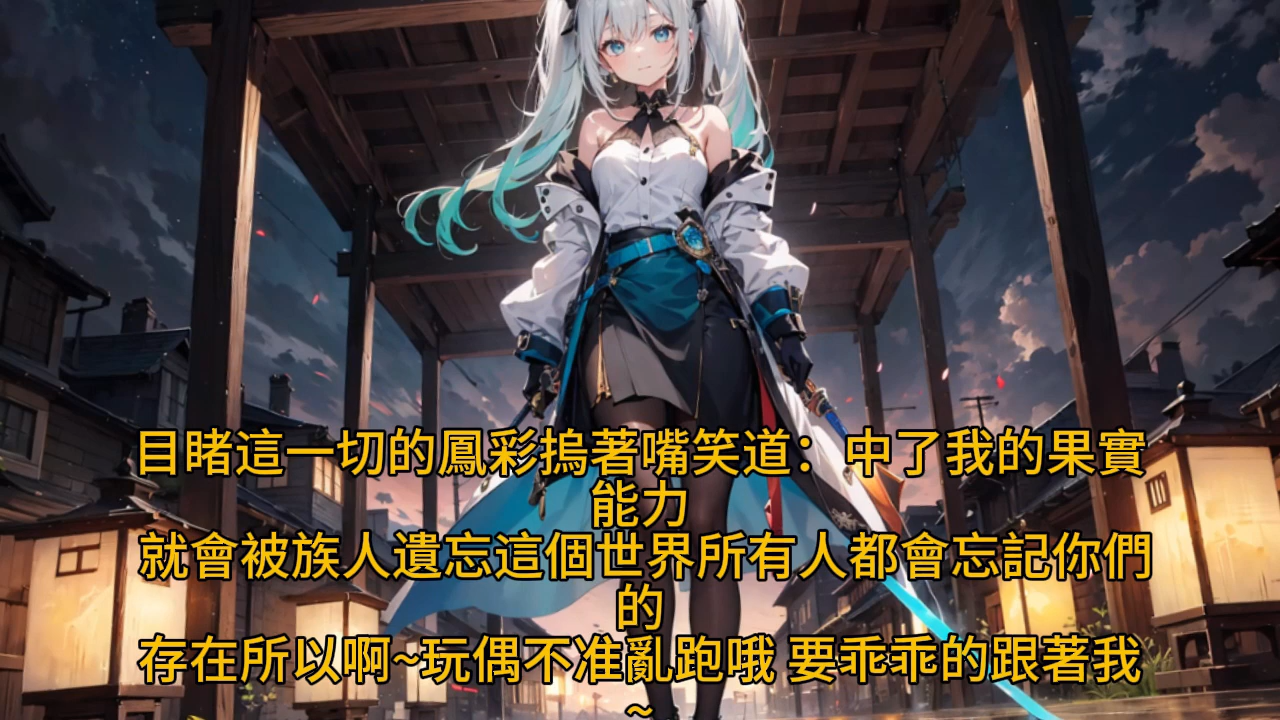 目睹這一切的鳳彩摀著嘴笑道：中了我的果實
能力
就會被族人遺忘這個世界所有人都會忘記你們
的
存在所以啊~玩偶不准亂跑哦 要乖乖的跟著我
~